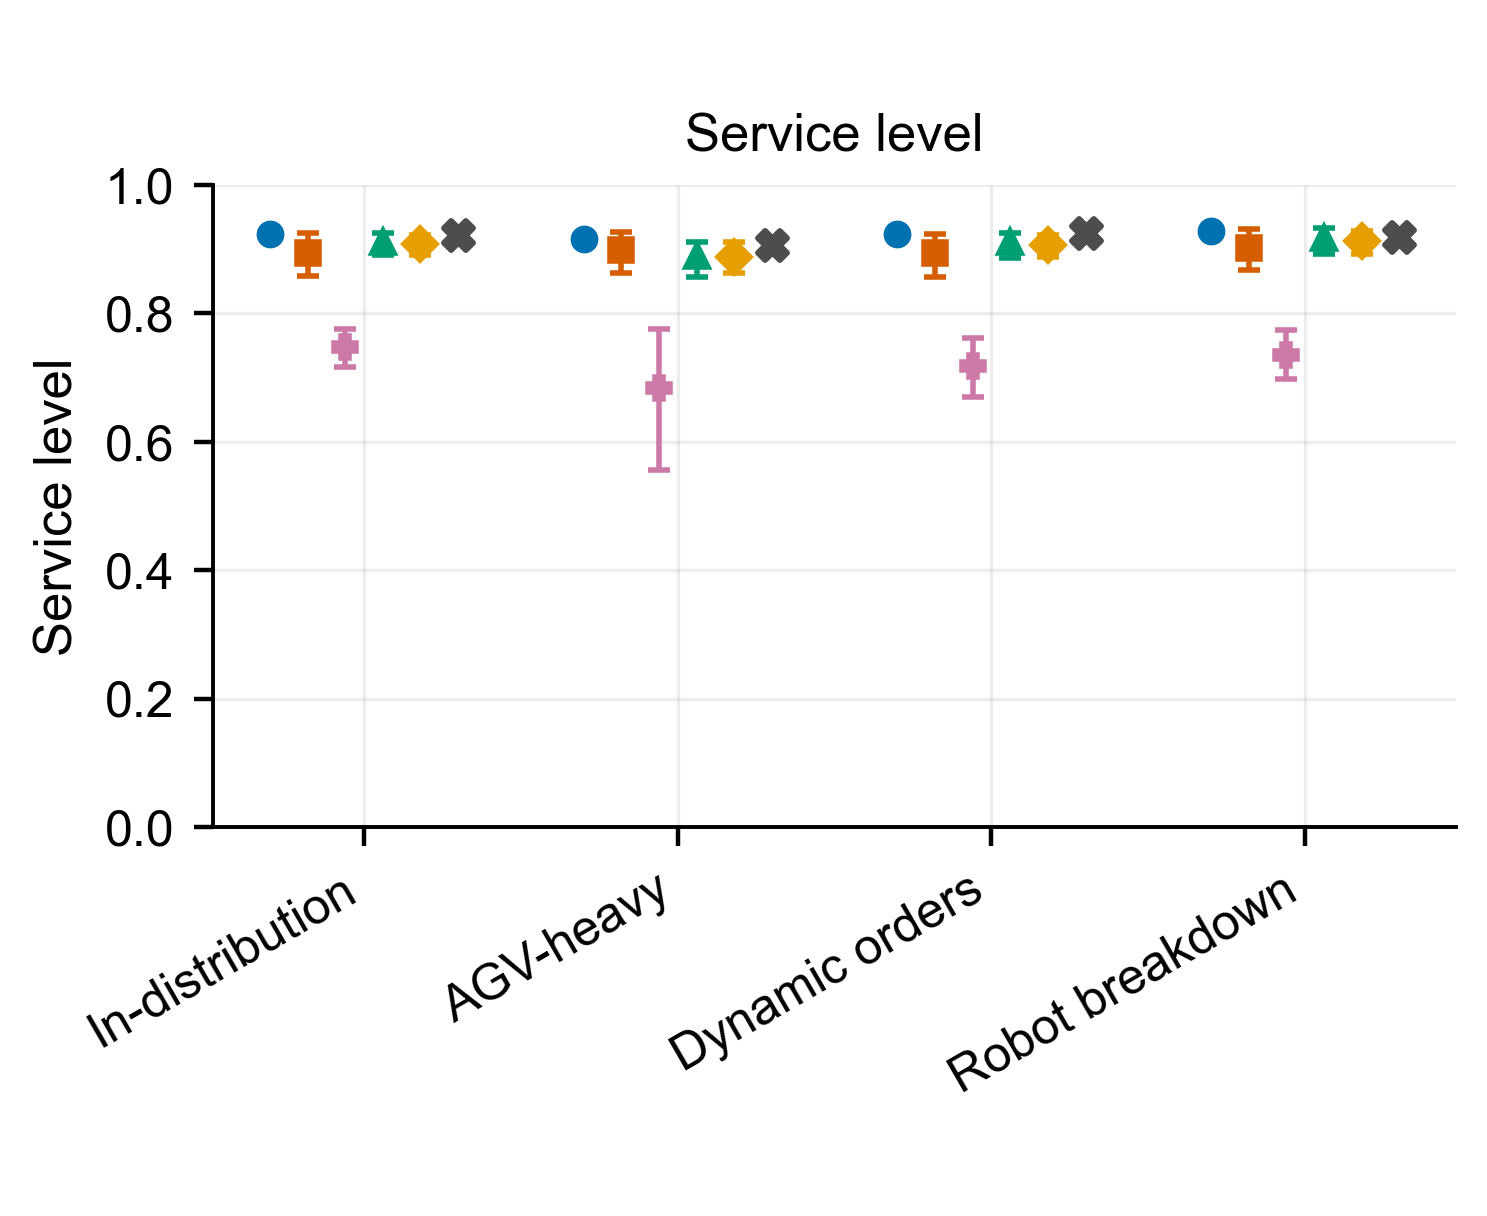 Service level
Service level
1.0
0.8
0.6
0.4
0.2
0.0
In-distribution
AGV-heavy
Dynamic orders
Robot breakdown